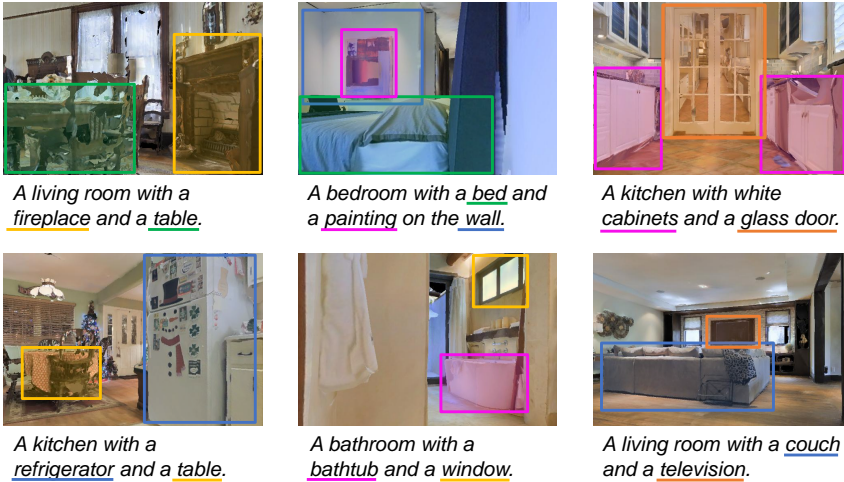 A living room with a
fireplace and a table.
A bedroom with a bed and
a painting on the wall.
A kitchen with white
cabinets and a glass door.
A kitchen with a
refrigerator and a table.
A bathroom with a
bathtub and a window.
A living room with a couch
and a television.